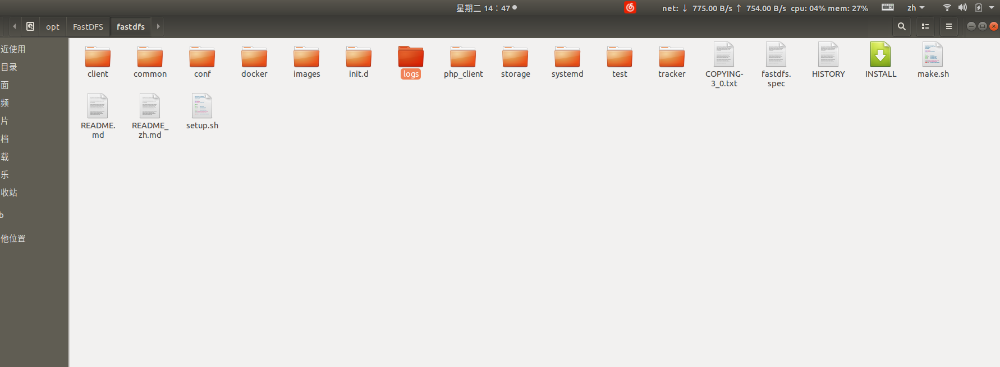 星期二 14：47
net: ↓ 775.00 B/s ↑ 754.00 B/s cpu: 04% mem: 27%
zh
opt
FastDFS
fastdfs
近使用
目录
面
频
片
档
载
乐
收站
b
他位置
client
common
conf
docker
images
init.d
logs
php_client
storage
systemd
test
tracker
COPYING-
3_0.txt
fastdfs.
spec
HISTORY
INSTALL
make.sh
README.
md
README_
zh.md
setup.sh